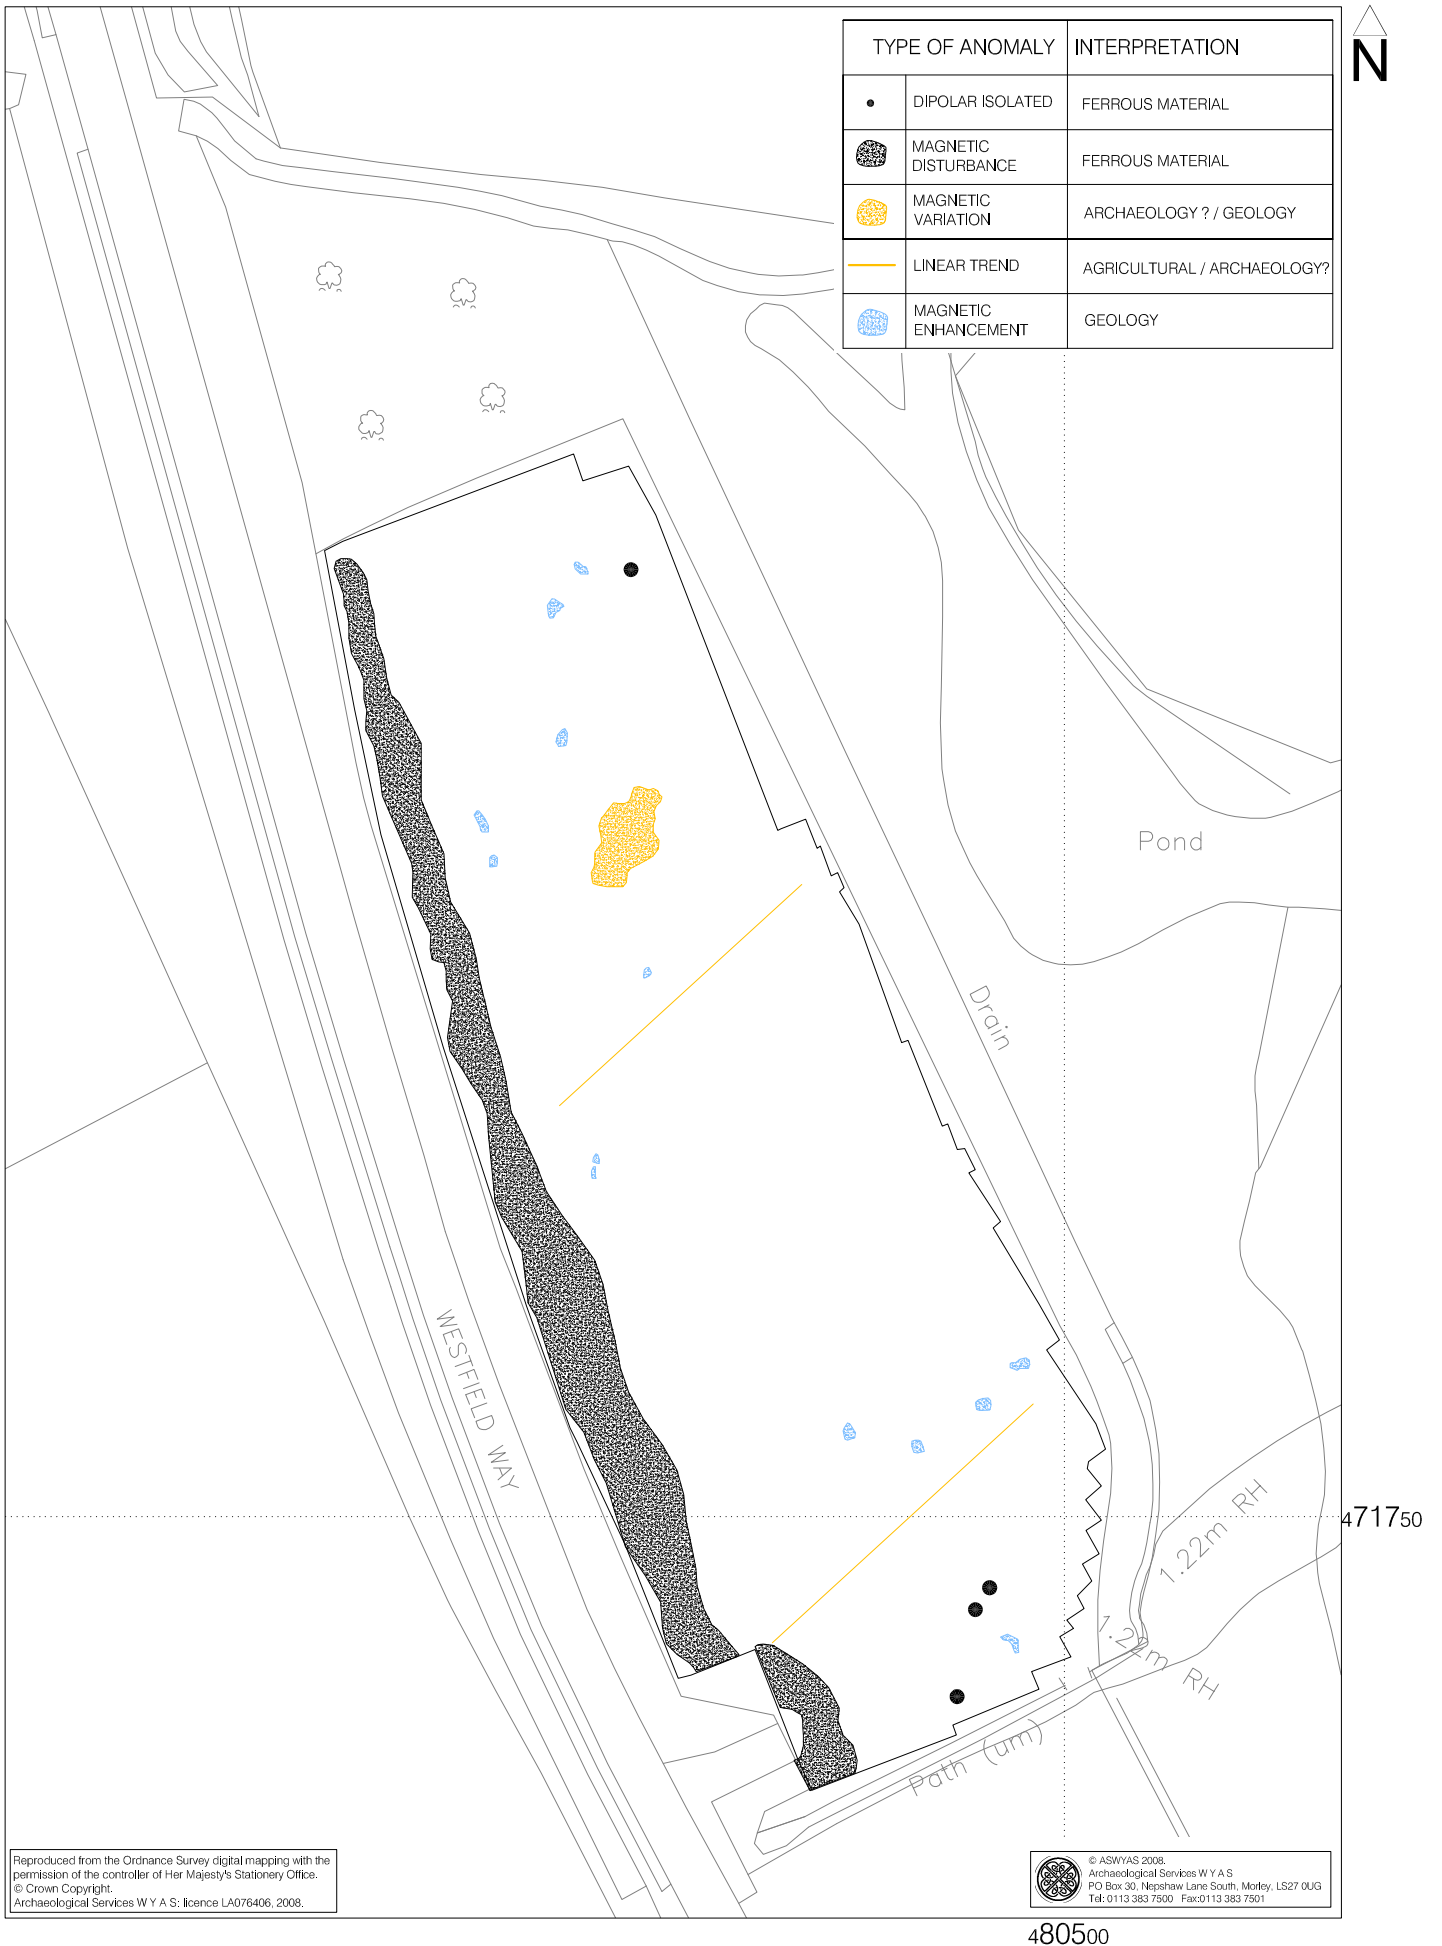 N
TYPE OF ANOMALY INTERPRETATION
DIPOLAR ISOLATED FERROUS MATERIAL
MAGNETIC
DISTURBANCE FERROUS MATERIAL
MAGNETIC
VARIATION ARCHAEOLOGY ? / GEOLOGY
LINEAR TREND AGRICULTURAL / ARCHAEOLOGY?
MAGNETIC
ENHANCEMENT GEOLOGY
Pond
Drain
WESTFIELD WAY
1.22m RH
471750
1.22m RH
Path (um)
Reproduced from the Ordnance Survey digital mapping with the
permission of the controller of Her Majesty's Stationery Office.
© Crown Copyright.
Archaeological Services W Y A S: licence LA076406, 2008.
© ASWYAS 2008.
Archaeological Services W Y A S
PO Box 30, Nepshaw Lane South, Morley, LS27 0UG
Tel: 0113 383 7500 Fax:0113 383 7501
480500